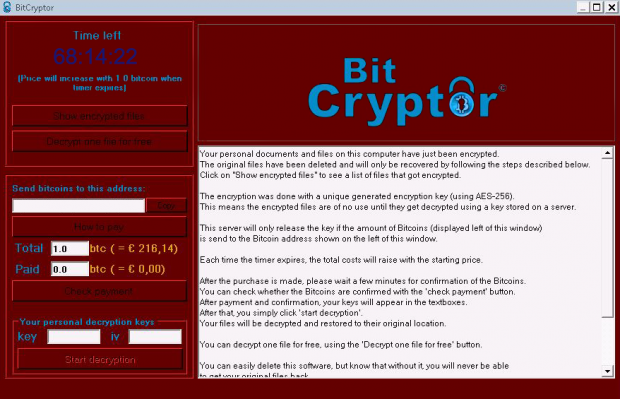 BitCryptor
Time left
68:14:22
(Price will increase with 1.0 bitcoin when
timer expires)
Show encrypted files
Decrypt one file for free
Send bitcoins to this address:
Copy
How to pay
Total 1.0 btc ( = € 216,14)
Paid 0.0 btc ( = € 0,00)
Check payment
Your personal decryption keys
key iv
Start decryption
Bit
Cryptor ©
Your personal documents and files on this computer have just been encrypted.
The original files have been deleted and will only be recovered by following the steps described below.
Click on "Show encrypted files" to see a list of files that got encrypted.
The encryption was done with a unique generated encryption key (using AES-256).
This means the encrypted files are of no use until they get decrypted using a key stored on a server.
This server will only release the key if the amount of Bitcoins (displayed left of this window)
is send to the Bitcoin address shown on the left of this window.
Each time the timer expires, the total costs will raise with the starting price.
After the purchase is made, please wait a few minutes for confirmation of the Bitcoins.
You can check whether the Bitcoins are confirmed with the 'check payment' button.
After payment and confirmation, your keys will appear in the textboxes.
After that, you simply click 'start decryption'.
Your files will be decrypted and restored to their original location.
You can decrypt one file for free, using the 'Decrypt one file for free' button.
You can easily delete this software, but know that without it, you will never be able
to get your original files back.